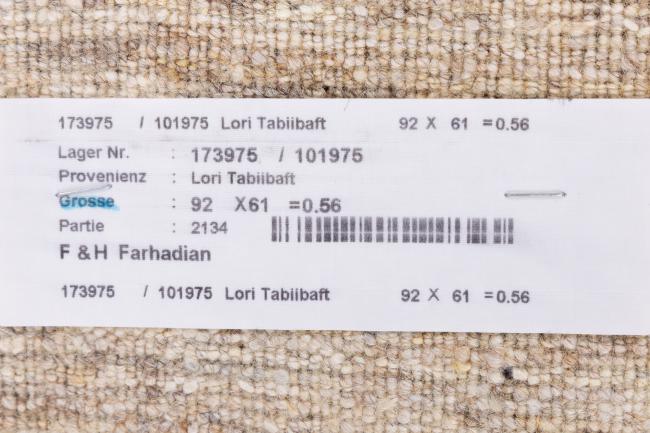 173975 / 101975 Lori Tabiibaft 92 X 61 =0.56
Lager Nr. : 173975 / 101975
Provenienz : Lori Tabiibaft
Grosse : 92 X61 =0.56
Partie : 2134
F & H Farhadian
173975 / 101975 Lori Tabiibaft 92 X 61 =0.56